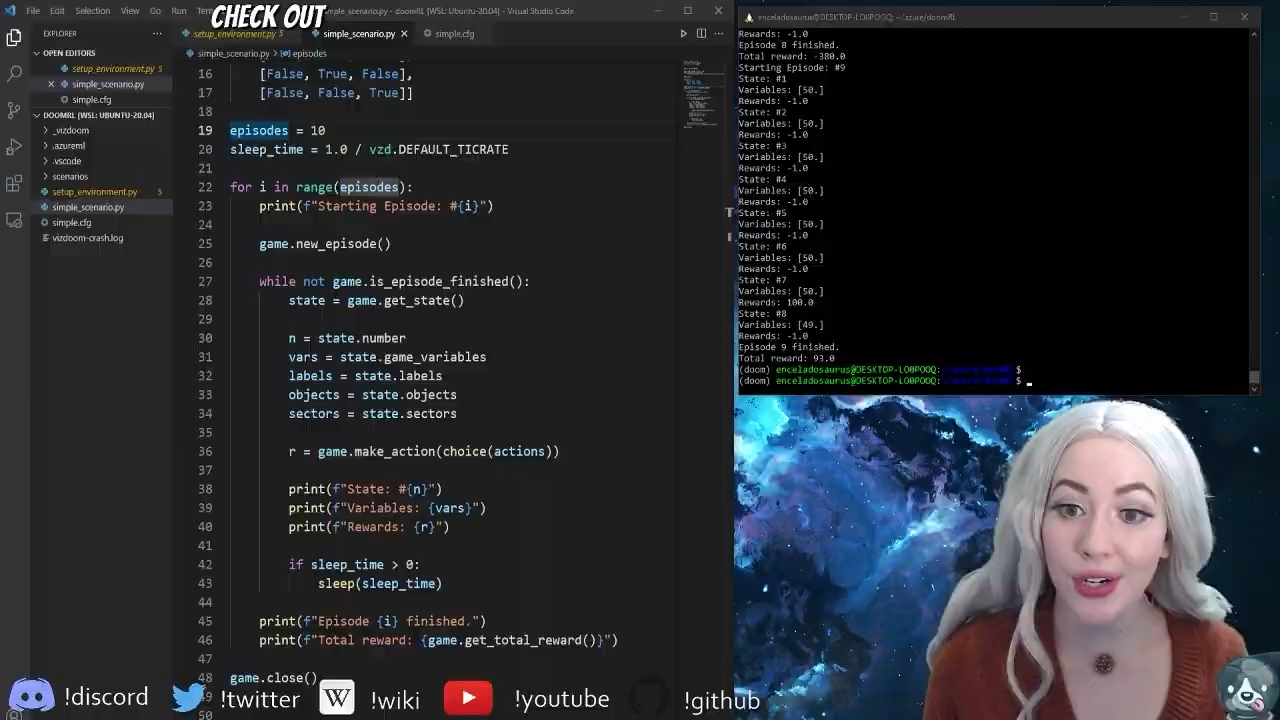 CHECK OUT
File Edit Selection View Go Run
simple_scenario.py - doomRL [WSL: Ubuntu-20.04] - Visual Studio Code
EXPLORER
OPEN EDITORS
setup_environment.py 5
simple_scenario.py
simple.cfg
DOOMRL [WSL: UBUNTU-20.04]
_vizdoom
.azureml
.vscode
scenarios
setup_environment.py 5
simple_scenario.py
simple.cfg
vizdoom-crash.log
setup_environment.py 5
simple_scenario.py
simple.cfg
simple_scenario.py > episodes
16 [False, True, False],
17 [False, False, True]]
18
19 episodes = 10
20 sleep_time = 1.0 / vzd.DEFAULT_TICRATE
21
22 for i in range(episodes):
23 print(f"Starting Episode: #{i}")
24
25 game.new_episode()
26
27 while not game.is_episode_finished():
28 state = game.get_state()
29
30 n = state.number
31 vars = state.game_variables
32 labels = state.labels
33 objects = state.objects
34 sectors = state.sectors
35
36 r = game.make_action(choice(actions))
37
38 print(f"State: #{n}")
39 print(f"Variables: {vars}")
40 print(f"Rewards: {r}")
41
42 if sleep_time > 0:
43 sleep(sleep_time)
44
45 print(f"Episode {i} finished.")
46 print(f"Total reward: {game.get_total_reward()}")
47
48 game.close()
50
enceladosaurus@DESKTOP-LO0POOQ: ~/azure/doomRL
Rewards: -1.0
Episode 8 finished.
Total reward: -380.0
Starting Episode: #9
State: #1
Variables: [50.]
Rewards: -1.0
State: #2
Variables: [50.]
Rewards: -1.0
State: #3
Variables: [50.]
Rewards: -1.0
State: #4
Variables: [50.]
Rewards: -1.0
State: #5
Variables: [50.]
Rewards: -1.0
State: #6
Variables: [50.]
Rewards: -1.0
State: #7
Variables: [50.]
Rewards: 100.0
State: #8
Variables: [49.]
Rewards: -1.0
Episode 9 finished.
Total reward: 93.0
(doom) enceladosaurus@DESKTOP-LO0POOQ: $
(doom) enceladosaurus@DESKTOP-LO0POOQ: $
!discord !twitter W !wiki !youtube !github